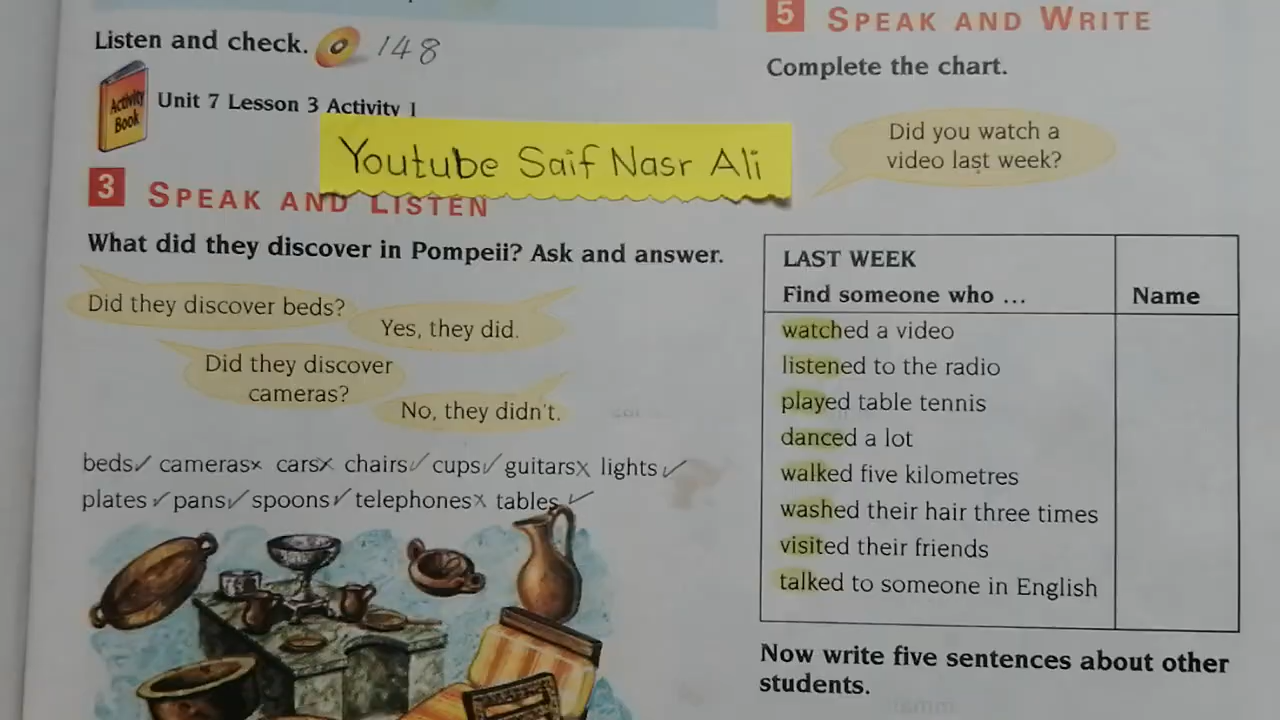 Listen and check. 148
Activity
Book
Unit 7 Lesson 3 Activity 1
Youtube Saif Nasr Ali
3 SPEAK AND LISTEN
What did they discover in Pompeii? Ask and answer.
Did they discover beds?
Yes, they did.
Did they discover
cameras?
No, they didn't.
beds✓ cameras× cars× chairs✓ cups✓ guitars× lights✓
plates✓ pans✓ spoons✓ telephones× tables✓
5 SPEAK AND WRITE
Complete the chart.
Did you watch a
video last week?
LAST WEEK
Find someone who ... Name
watched a video
listened to the radio
played table tennis
danced a lot
walked five kilometres
washed their hair three times
visited their friends
talked to someone in English
Now write five sentences about other
students.